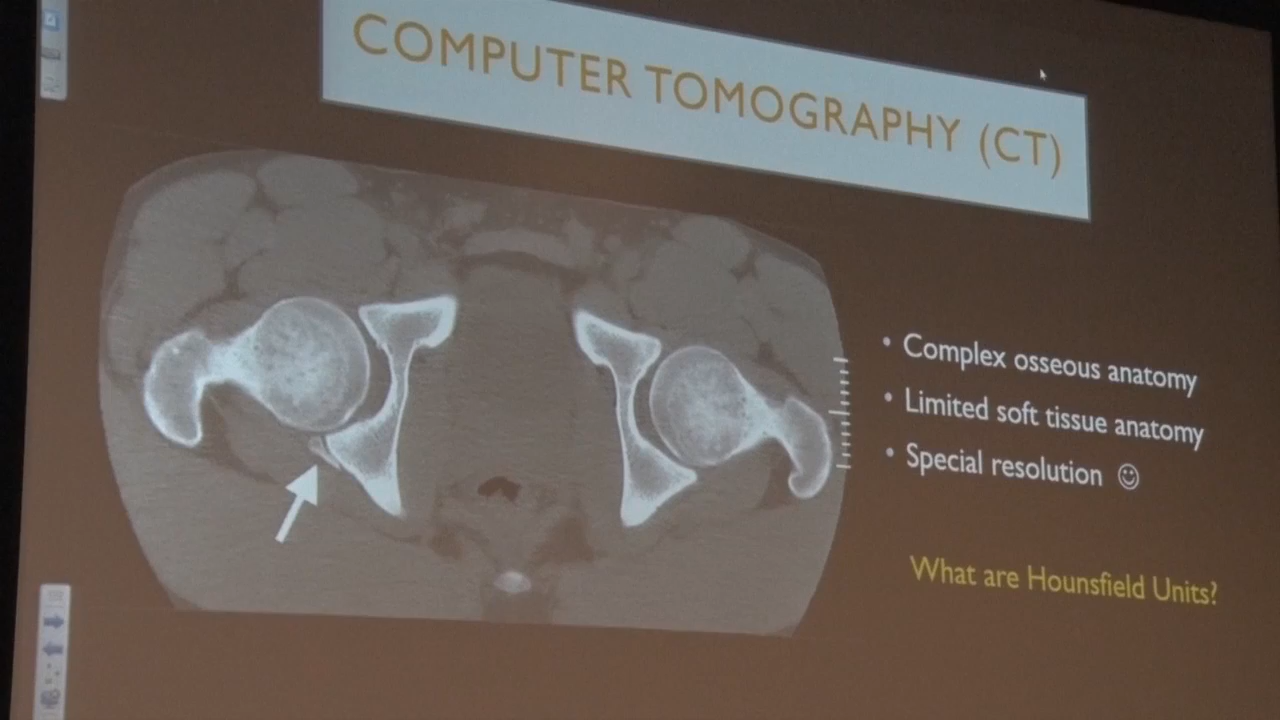 COMPUTER TOMOGRAPHY (CT)
• Complex osseous anatomy
• Limited soft tissue anatomy
• Special resolution ☺
What are Hounsfield Units?